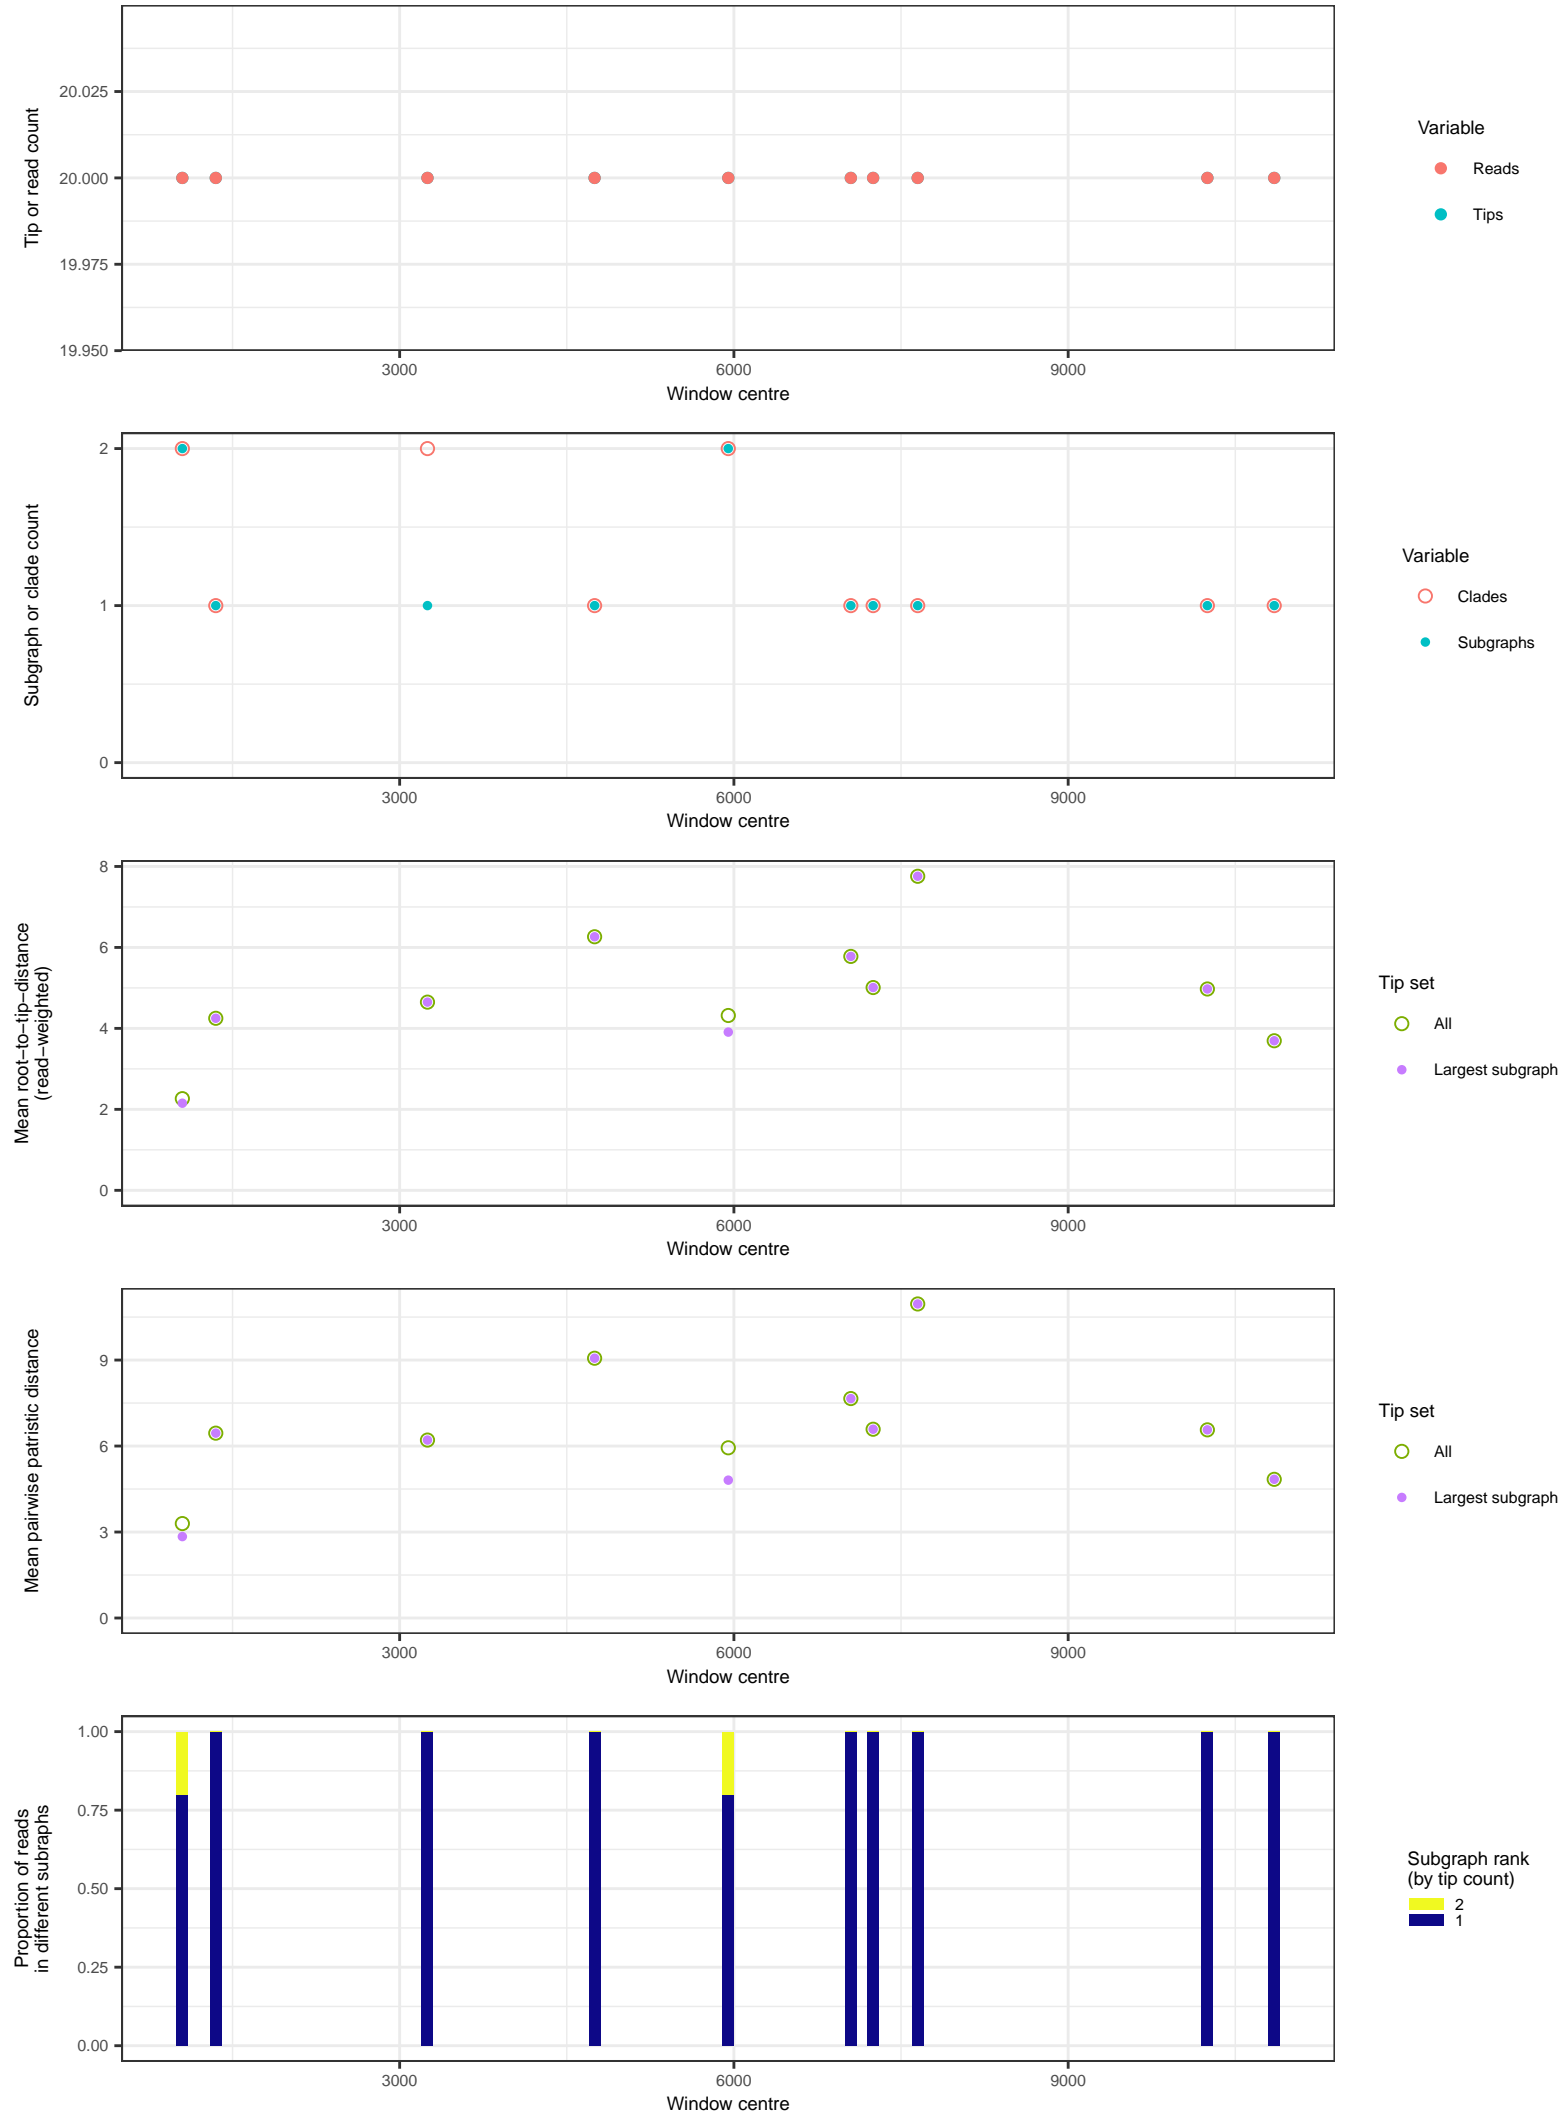 20.025
20.000
19.975
19.950
Tip or read count
3000 6000 9000
Window centre
Variable
Reads
Tips
2
1
0
Subgraph or clade count
3000 6000 9000
Window centre
Variable
Clades
Subgraphs
8
6
4
2
0
Mean root−to−tip−distance
(read−weighted)
3000 6000 9000
Window centre
Tip set
All
Largest subgraph
9
6
3
0
Mean pairwise patristic distance
3000 6000 9000
Window centre
Tip set
All
Largest subgraph
1.00
0.75
0.50
0.25
0.00
Proportion of reads
in different subraphs
3000 6000 9000
Window centre
Subgraph rank
(by tip count)
2
1